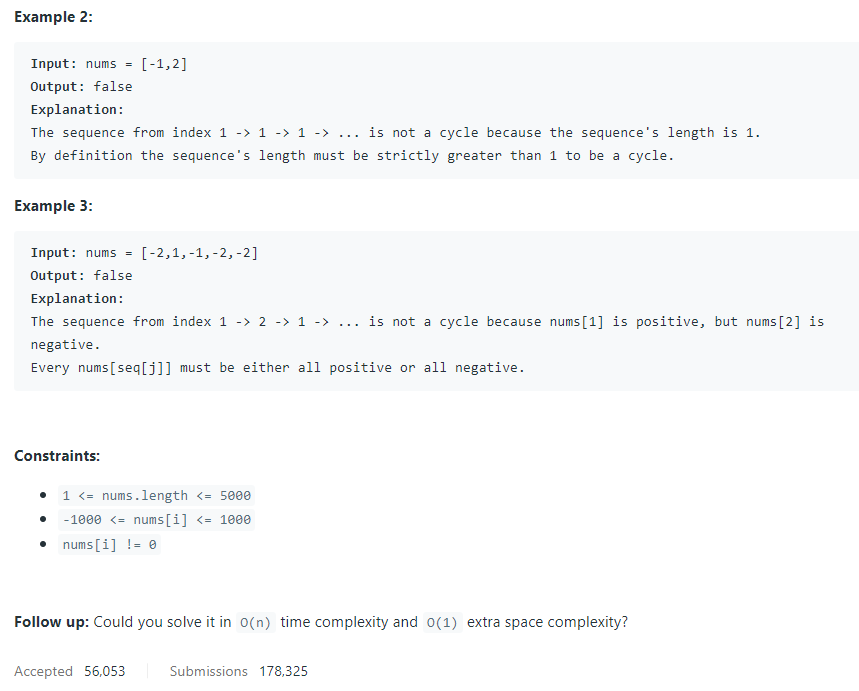 Example 2:
Input: nums = [-1,2]
Output: false
Explanation:
The sequence from index 1 -> 1 -> 1 -> ... is not a cycle because the sequence's length is 1.
By definition the sequence's length must be strictly greater than 1 to be a cycle.
Example 3:
Input: nums = [-2,1,-1,-2,-2]
Output: false
Explanation:
The sequence from index 1 -> 2 -> 1 -> ... is not a cycle because nums[1] is positive, but nums[2] is
negative.
Every nums[seq[j]] must be either all positive or all negative.
Constraints:
• 1 <= nums.length <= 5000
• -1000 <= nums[i] <= 1000
• nums[i] != 0
Follow up: Could you solve it in O(n) time complexity and O(1) extra space complexity?
Accepted 56,053 Submissions 178,325